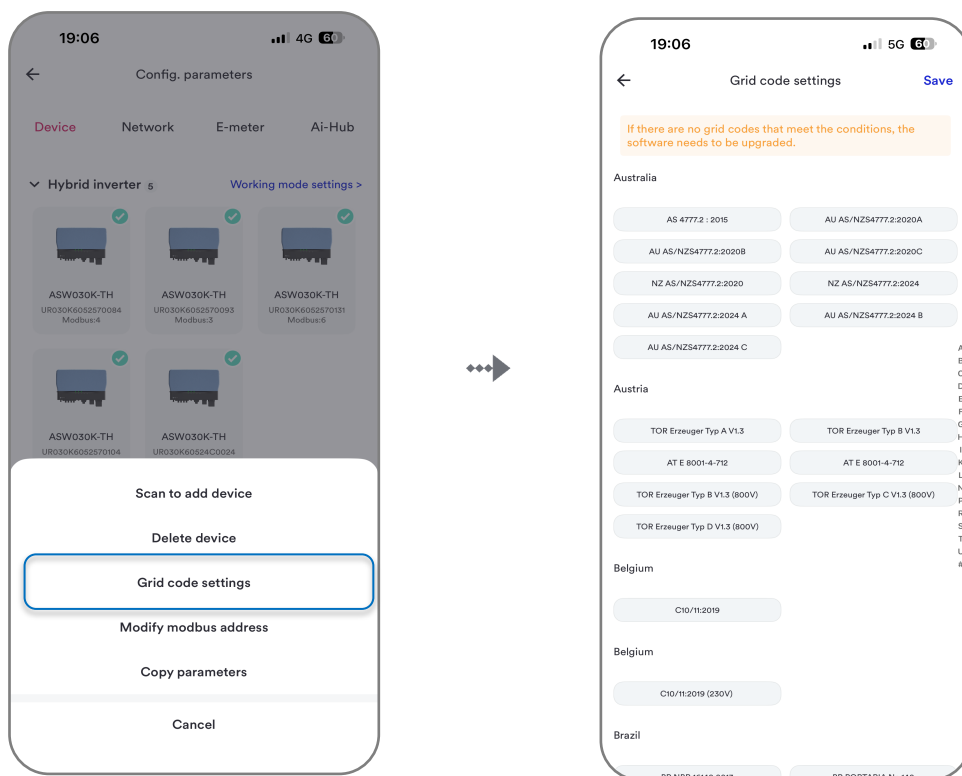 19:06
4G 60
Config. parameters
Device Network E-meter Ai-Hub
Hybrid inverter 5 Working mode settings >
ASW030K-TH ASW030K-TH ASW030K-TH
UR030K6052570084 UR030K6052570093 UR030K6052570131
Modbus:4 Modbus:3 Modbus:6
ASW030K-TH ASW030K-TH
UR030K6052570104 UR030K60524C0024
Scan to add device
Delete device
Grid code settings
Modify modbus address
Copy parameters
Cancel
19:06
5G 60
Grid code settings Save
If there are no grid codes that meet the conditions, the
software needs to be upgraded.
Australia
AS 4777.2 : 2015 AU AS/NZS4777.2:2020A
AU AS/NZS4777.2:2020B AU AS/NZS4777.2:2020C
NZ AS/NZS4777.2:2020 NZ AS/NZS4777.2:2024
AU AS/NZS4777.2:2024 A AU AS/NZS4777.2:2024 B
AU AS/NZS4777.2:2024 C
Austria
TOR Erzeuger Typ A V1.3 TOR Erzeuger Typ B V1.3
AT E 8001-4-712 AT E 8001-4-712
TOR Erzeuger Typ B V1.3 (800V) TOR Erzeuger Typ C V1.3 (800V)
TOR Erzeuger Typ D V1.3 (800V)
Belgium
C10/11:2019
Belgium
C10/11:2019 (230V)
Brazil